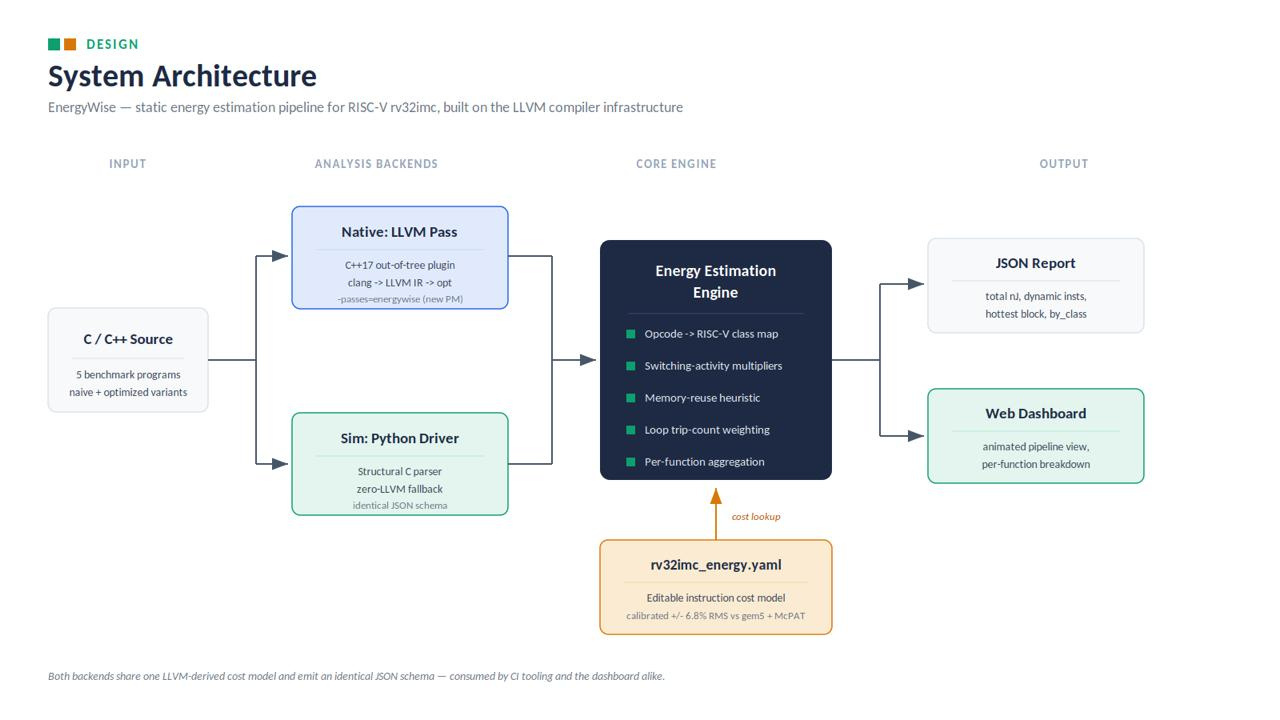 DESIGN
System Architecture
EnergyWise — static energy estimation pipeline for RISC-V rv32imc, built on the LLVM compiler infrastructure
INPUT
ANALYSIS BACKENDS
CORE ENGINE
OUTPUT
C / C++ Source
5 benchmark programs
naive + optimized variants
Native: LLVM Pass
C++17 out-of-tree plugin
clang -> LLVM IR -> opt
-passes=energywise (new PM)
Sim: Python Driver
Structural C parser
zero-LLVM fallback
identical JSON schema
Energy Estimation
Engine
Opcode -> RISC-V class map
Switching-activity multipliers
Memory-reuse heuristic
Loop trip-count weighting
Per-function aggregation
cost lookup
rv32imc_energy.yaml
Editable instruction cost model
calibrated +/- 6.8% RMS vs gem5 + McPAT
JSON Report
total nJ, dynamic insts,
hottest block, by_class
Web Dashboard
animated pipeline view,
per-function breakdown
Both backends share one LLVM-derived cost model and emit an identical JSON schema — consumed by CI tooling and the dashboard alike.